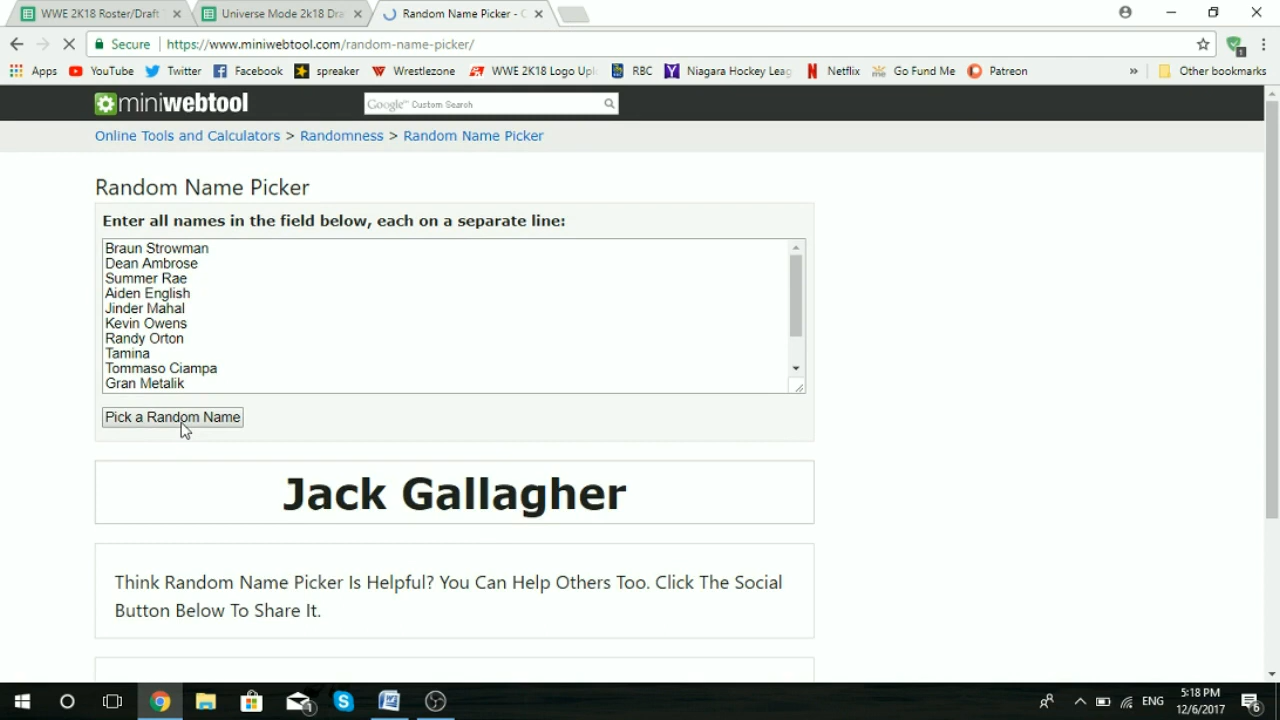 WWE 2K18 Roster/Draft
Universe Mode 2k18 Dra
Random Name Picker - C
Secure
https://www.miniwebtool.com/random-name-picker/
Apps YouTube Twitter Facebook spreaker Wrestlezone WWE 2K18 Logo Upl RBC Niagara Hockey Leag Netflix Go Fund Me Patreon » Other bookmarks
miniwebtool
Google™ Custom Search
Online Tools and Calculators > Randomness > Random Name Picker
Random Name Picker
Enter all names in the field below, each on a separate line:
Braun Strowman
Dean Ambrose
Summer Rae
Aiden English
Jinder Mahal
Kevin Owens
Randy Orton
Tamina
Tommaso Ciampa
Gran Metalik
Pick a Random Name
Jack Gallagher
Think Random Name Picker Is Helpful? You Can Help Others Too. Click The Social
Button Below To Share It.
ENG
5:18 PM
12/6/2017